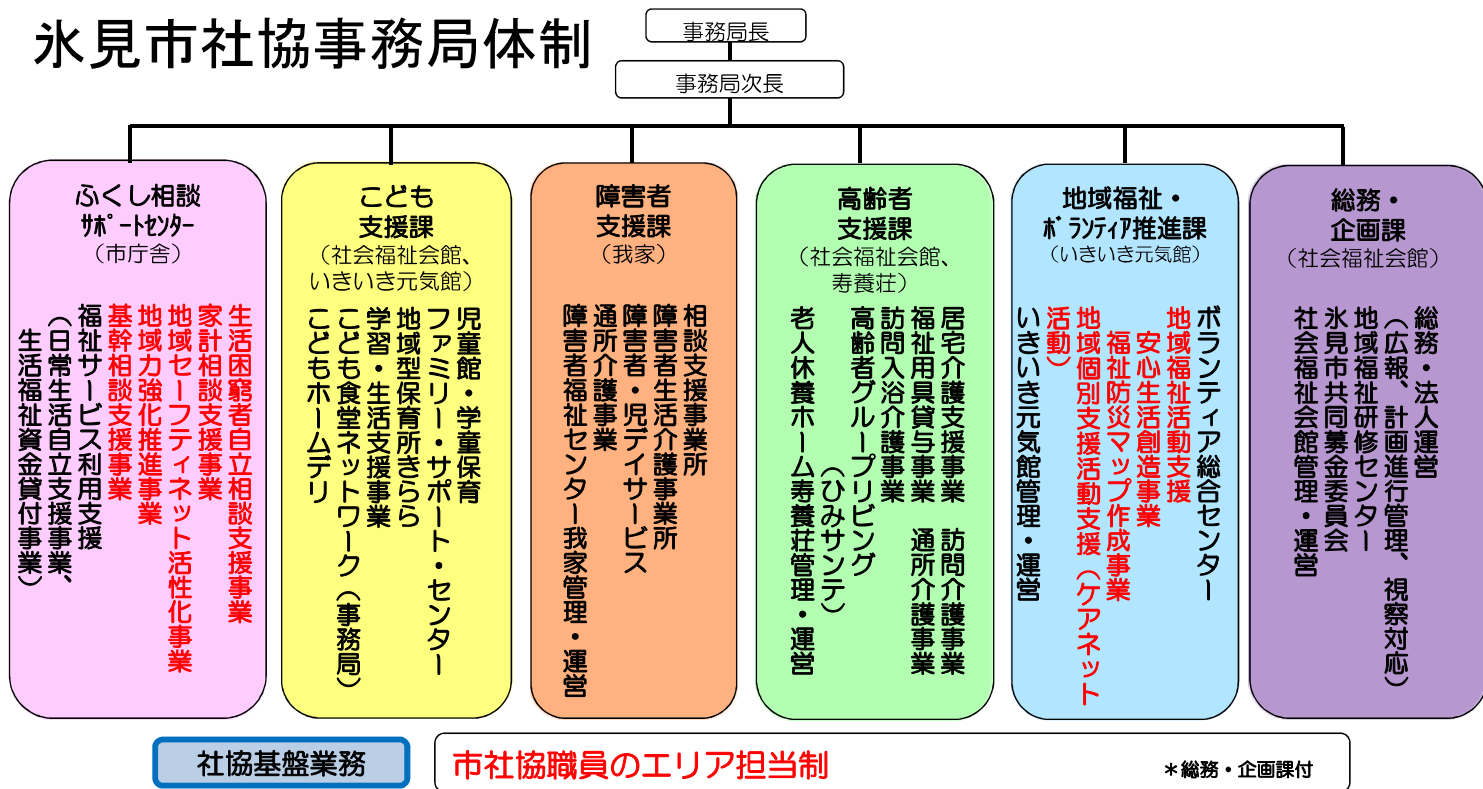 氷見市社協事務局体制
事務局長
事務局次長
ふくし相談
ｻﾎﾟｰﾄｾﾝﾀｰ
（市庁舎）
生活困窮者自立相談支援事業
家計相談支援事業
地域セーフティネット活性化事業
地域力強化推進事業
基幹相談支援事業
福祉サービス利用支援
（日常生活自立支援事業、
生活福祉資金貸付事業）
こども
支援課
（社会福祉会館、
いきいき元気館）
児童館・学童保育
ファミリー・サポート・センター
地域型保育所きらら
学習・生活支援事業
こども食堂ネットワーク（事務局）
こどもホームデリ
障害者
支援課
（我家）
相談支援事業所
障害者生活介護事業所
障害者・児デイサービス
通所介護事業
障害者福祉センター我家管理・運営
高齢者
支援課
（社会福祉会館、
寿養荘）
居宅介護支援事業　訪問介護事業
福祉用具貸与事業　通所介護事業
訪問入浴介護事業
高齢者グループリビング
（ひみサンテ）
老人休養ホーム寿養荘管理・運営
地域福祉・
ﾎﾞﾗﾝﾃｨｱ推進課
（いきいき元気館）
ボランティア総合センター
地域福祉活動支援
安心生活創造事業
福祉防災マップ作成事業
地域個別支援活動支援（ケアネット
活動）
いきいき元気館管理・運営
総務・
企画課
（社会福祉会館）
総務・法人運営
（広報、計画進行管理、視察対応）
地域福祉研修センター
氷見市共同募金委員会
社会福祉会館管理・運営
社協基盤業務
市社協職員のエリア担当制
＊総務・企画課付